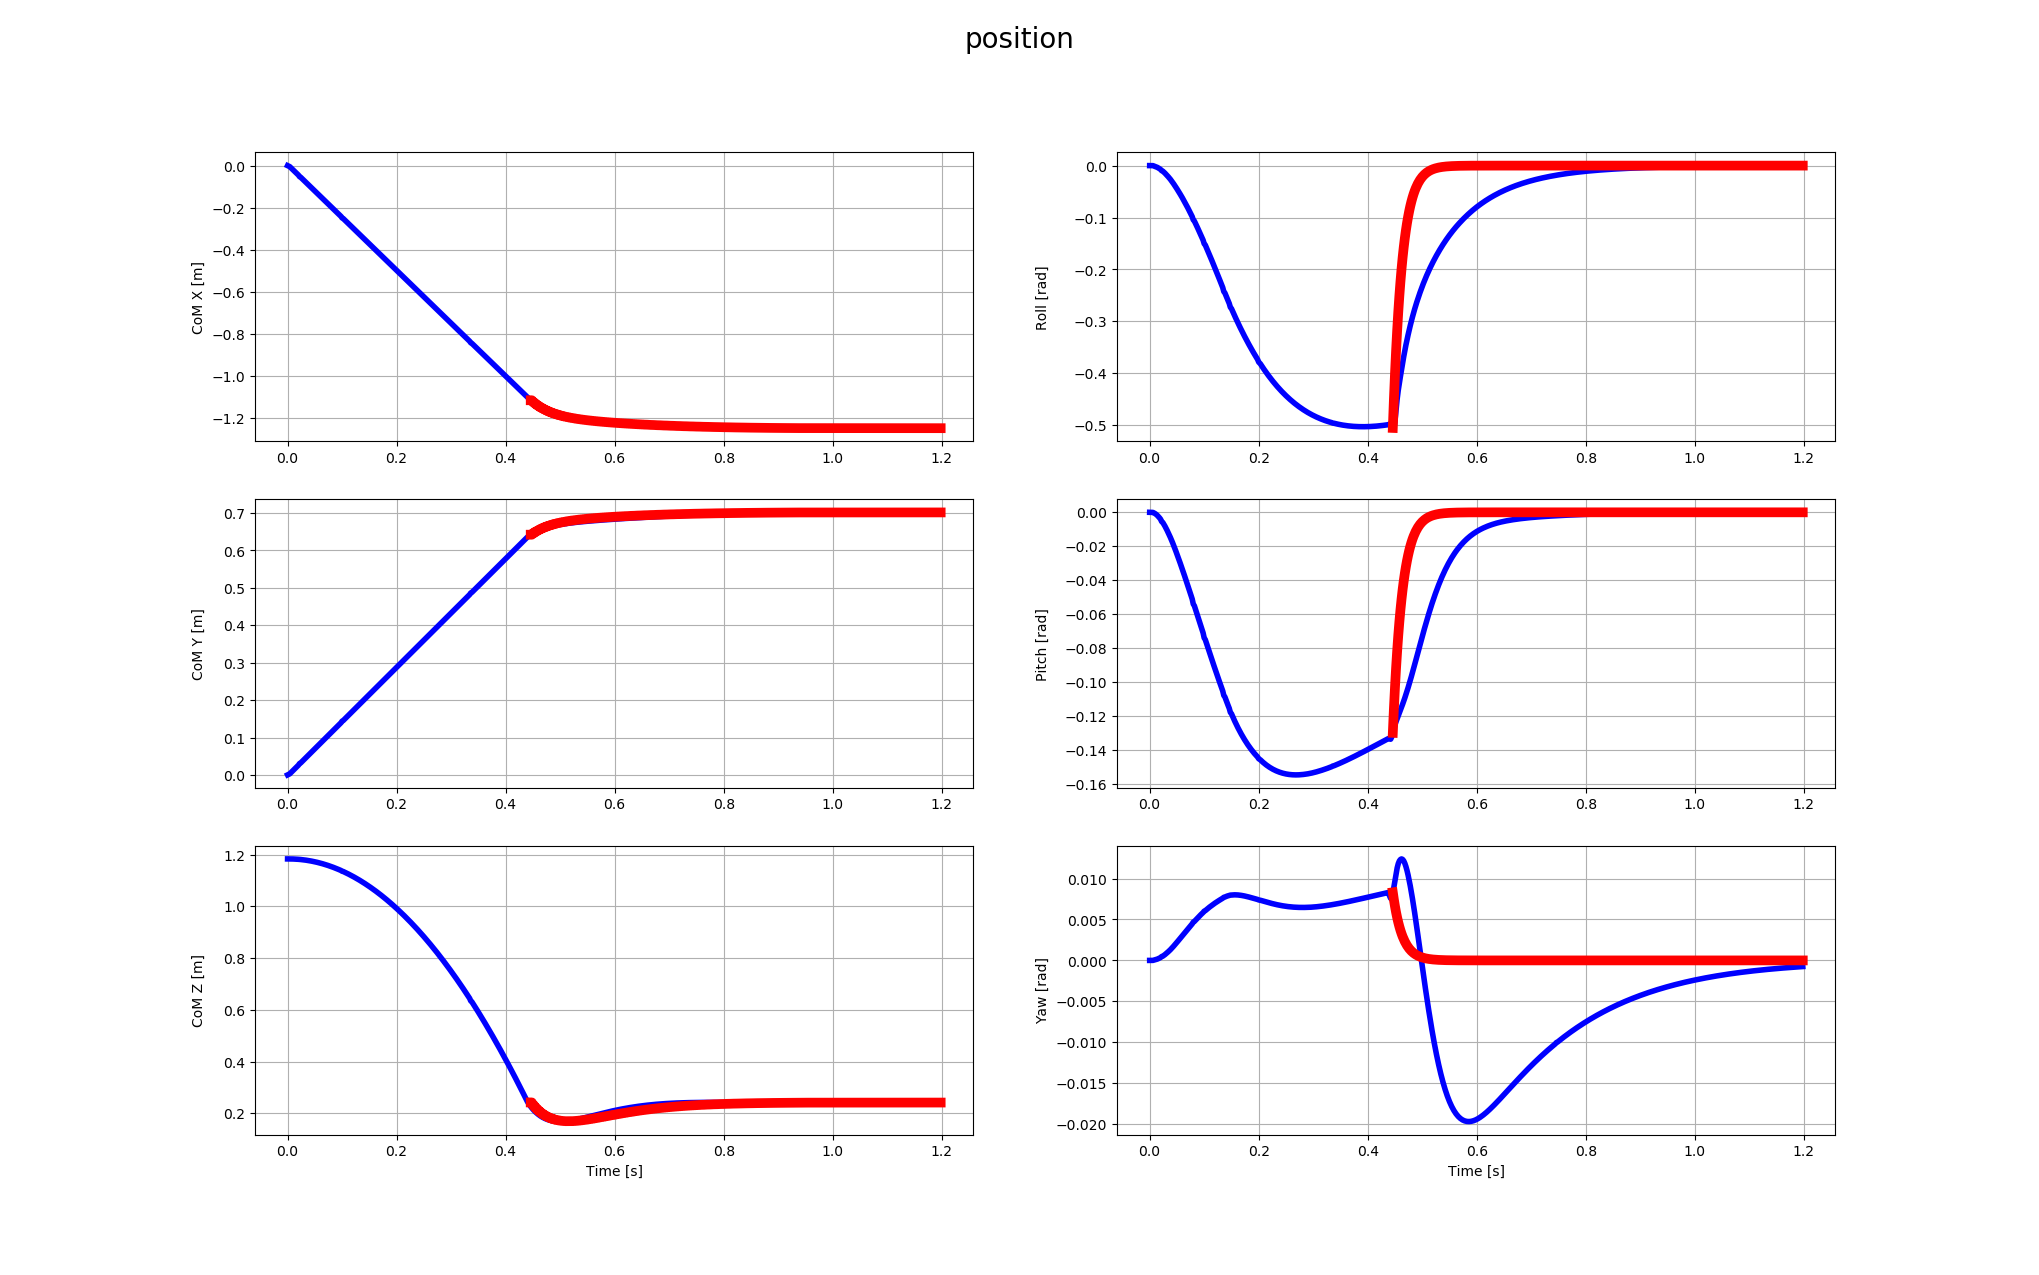 position
0.0
−0.2
−0.4
−0.6
−0.8
−1.0
−1.2
CoM X [m]
0.0 0.2 0.4 0.6 0.8 1.0 1.2
0.0
−0.1
−0.2
−0.3
−0.4
−0.5
Roll [rad]
0.0 0.2 0.4 0.6 0.8 1.0 1.2
0.7
0.6
0.5
0.4
0.3
0.2
0.1
0.0
CoM Y [m]
0.0 0.2 0.4 0.6 0.8 1.0 1.2
0.00
−0.02
−0.04
−0.06
−0.08
−0.10
−0.12
−0.14
−0.16
Pitch [rad]
0.0 0.2 0.4 0.6 0.8 1.0 1.2
1.2
1.0
0.8
0.6
0.4
0.2
CoM Z [m]
0.0 0.2 0.4 0.6 0.8 1.0 1.2
Time [s]
0.010
0.005
0.000
−0.005
−0.010
−0.015
−0.020
Yaw [rad]
0.0 0.2 0.4 0.6 0.8 1.0 1.2
Time [s]